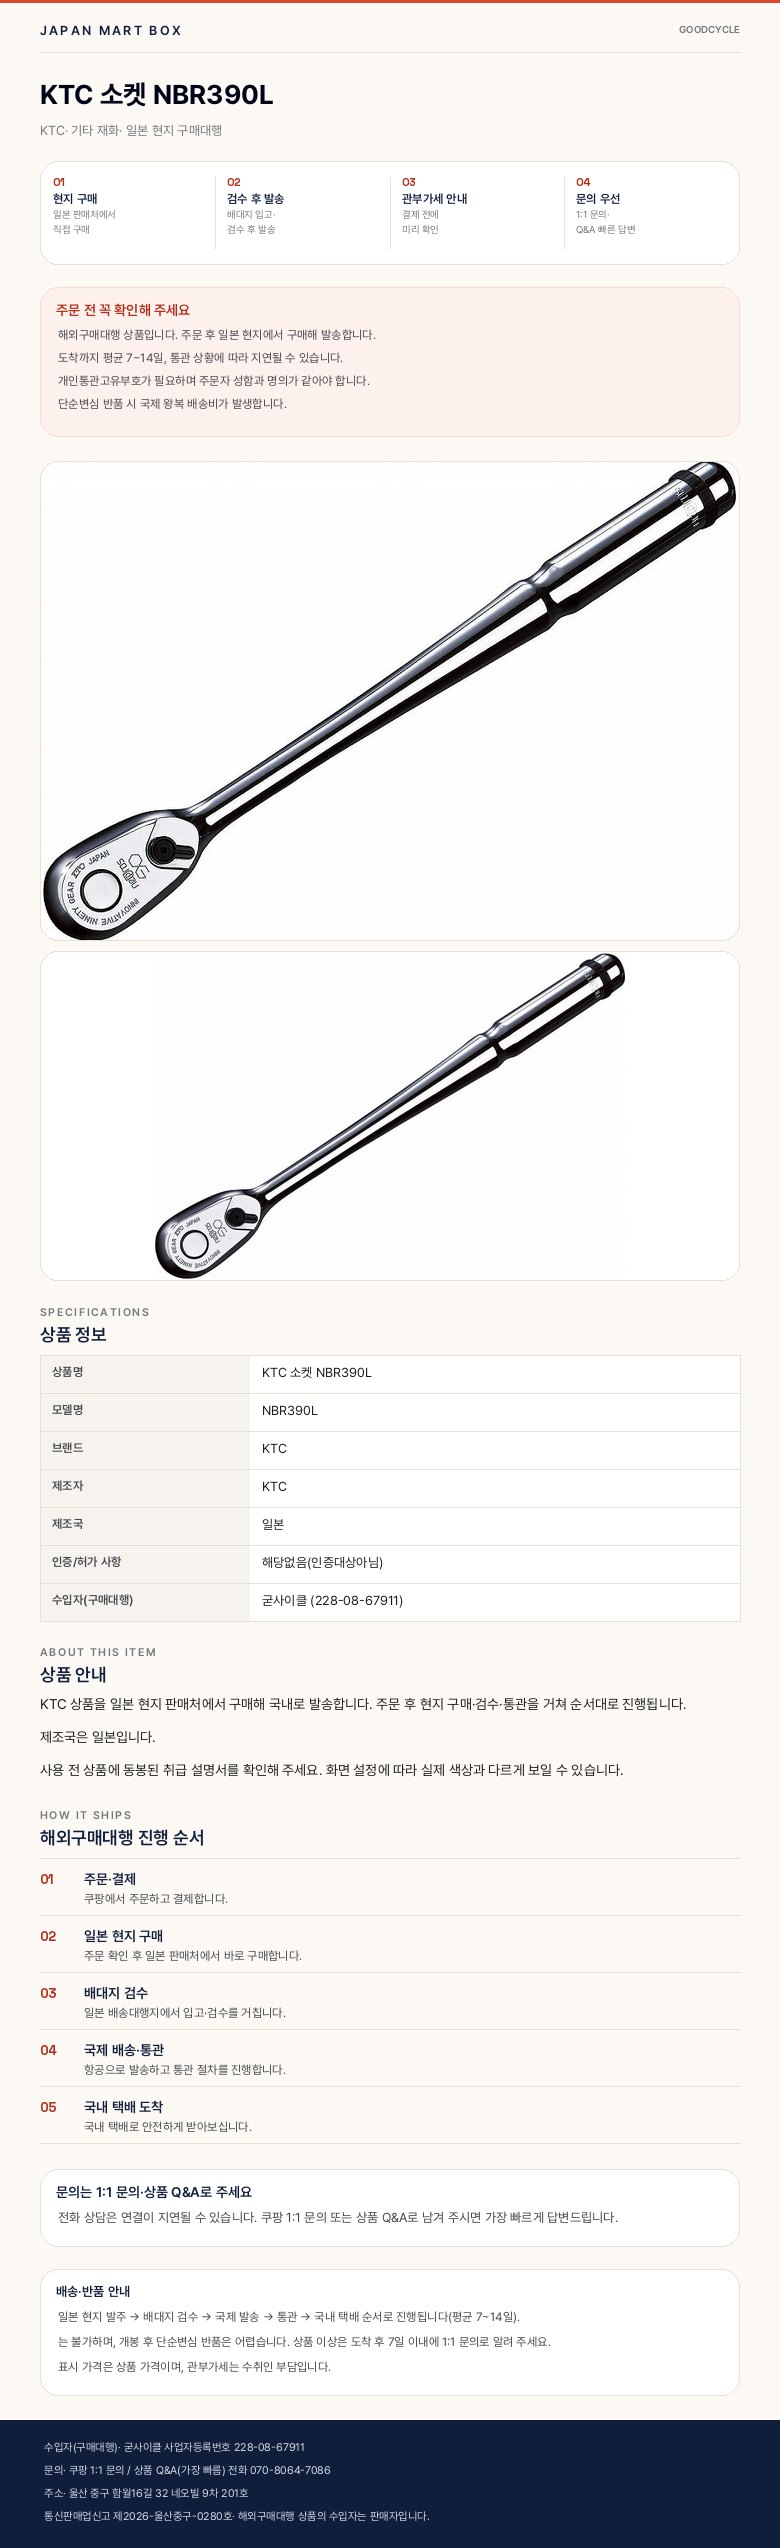 JAPAN MART BOX
GOODCYCLE
KTC 소켓 NBR390L
KTC· 기타 재화· 일본 현지 구매대행
01
현지 구매
일본 판매처에서
직접 구매
02
검수 후 발송
배대지 입고·
검수 후 발송
03
관부가세 안내
결제 전에
미리 확인
04
문의 우선
1:1 문의·
Q&A 빠른 답변
주문 전 꼭 확인해 주세요
해외구매대행 상품입니다. 주문 후 일본 현지에서 구매해 발송합니다.
도착까지 평균 7~14일, 통관 상황에 따라 지연될 수 있습니다.
개인통관고유부호가 필요하며 주문자 성함과 명의가 같아야 합니다.
단순변심 반품 시 국제 왕복 배송비가 발생합니다.
KTC JAPAN
nepros
INNOVATIVE NINETY GEAR
KTC JAPAN
nepros
INNOVATIVE NINETY GEAR
SPECIFICATIONS
상품 정보
상품명 KTC 소켓 NBR390L
모델명 NBR390L
브랜드 KTC
제조자 KTC
제조국 일본
인증/허가 사항 해당없음(인증대상아님)
수입자(구매대행) 굳사이클 (228-08-67911)
ABOUT THIS ITEM
상품 안내
KTC 상품을 일본 현지 판매처에서 구매해 국내로 발송합니다. 주문 후 현지 구매·검수·통관을 거쳐 순서대로 진행됩니다.
제조국은 일본입니다.
사용 전 상품에 동봉된 취급 설명서를 확인해 주세요. 화면 설정에 따라 실제 색상과 다르게 보일 수 있습니다.
HOW IT SHIPS
해외구매대행 진행 순서
01 주문·결제
쿠팡에서 주문하고 결제합니다.
02 일본 현지 구매
주문 확인 후 일본 판매처에서 바로 구매합니다.
03 배대지 검수
일본 배송대행지에서 입고·검수를 거칩니다.
04 국제 배송·통관
항공으로 발송하고 통관 절차를 진행합니다.
05 국내 택배 도착
국내 택배로 안전하게 받아보십니다.
문의는 1:1 문의·상품 Q&A로 주세요
전화 상담은 연결이 지연될 수 있습니다. 쿠팡 1:1 문의 또는 상품 Q&A로 남겨 주시면 가장 빠르게 답변드립니다.
배송·반품 안내
일본 현지 발주 → 배대지 검수 → 국제 발송 → 통관 → 국내 택배 순서로 진행됩니다(평균 7~14일).
는 불가하며, 개봉 후 단순변심 반품은 어렵습니다. 상품 이상은 도착 후 7일 이내에 1:1 문의로 알려 주세요.
표시 가격은 상품 가격이며, 관부가세는 수취인 부담입니다.
수입자(구매대행)· 굳사이클 사업자등록번호 228-08-67911
문의· 쿠팡 1:1 문의 / 상품 Q&A(가장 빠름) 전화 070-8064-7086
주소· 울산 중구 함월16길 32 네오빌 9차 201호
통신판매업신고 제2026-울산중구-0280호· 해외구매대행 상품의 수입자는 판매자입니다.